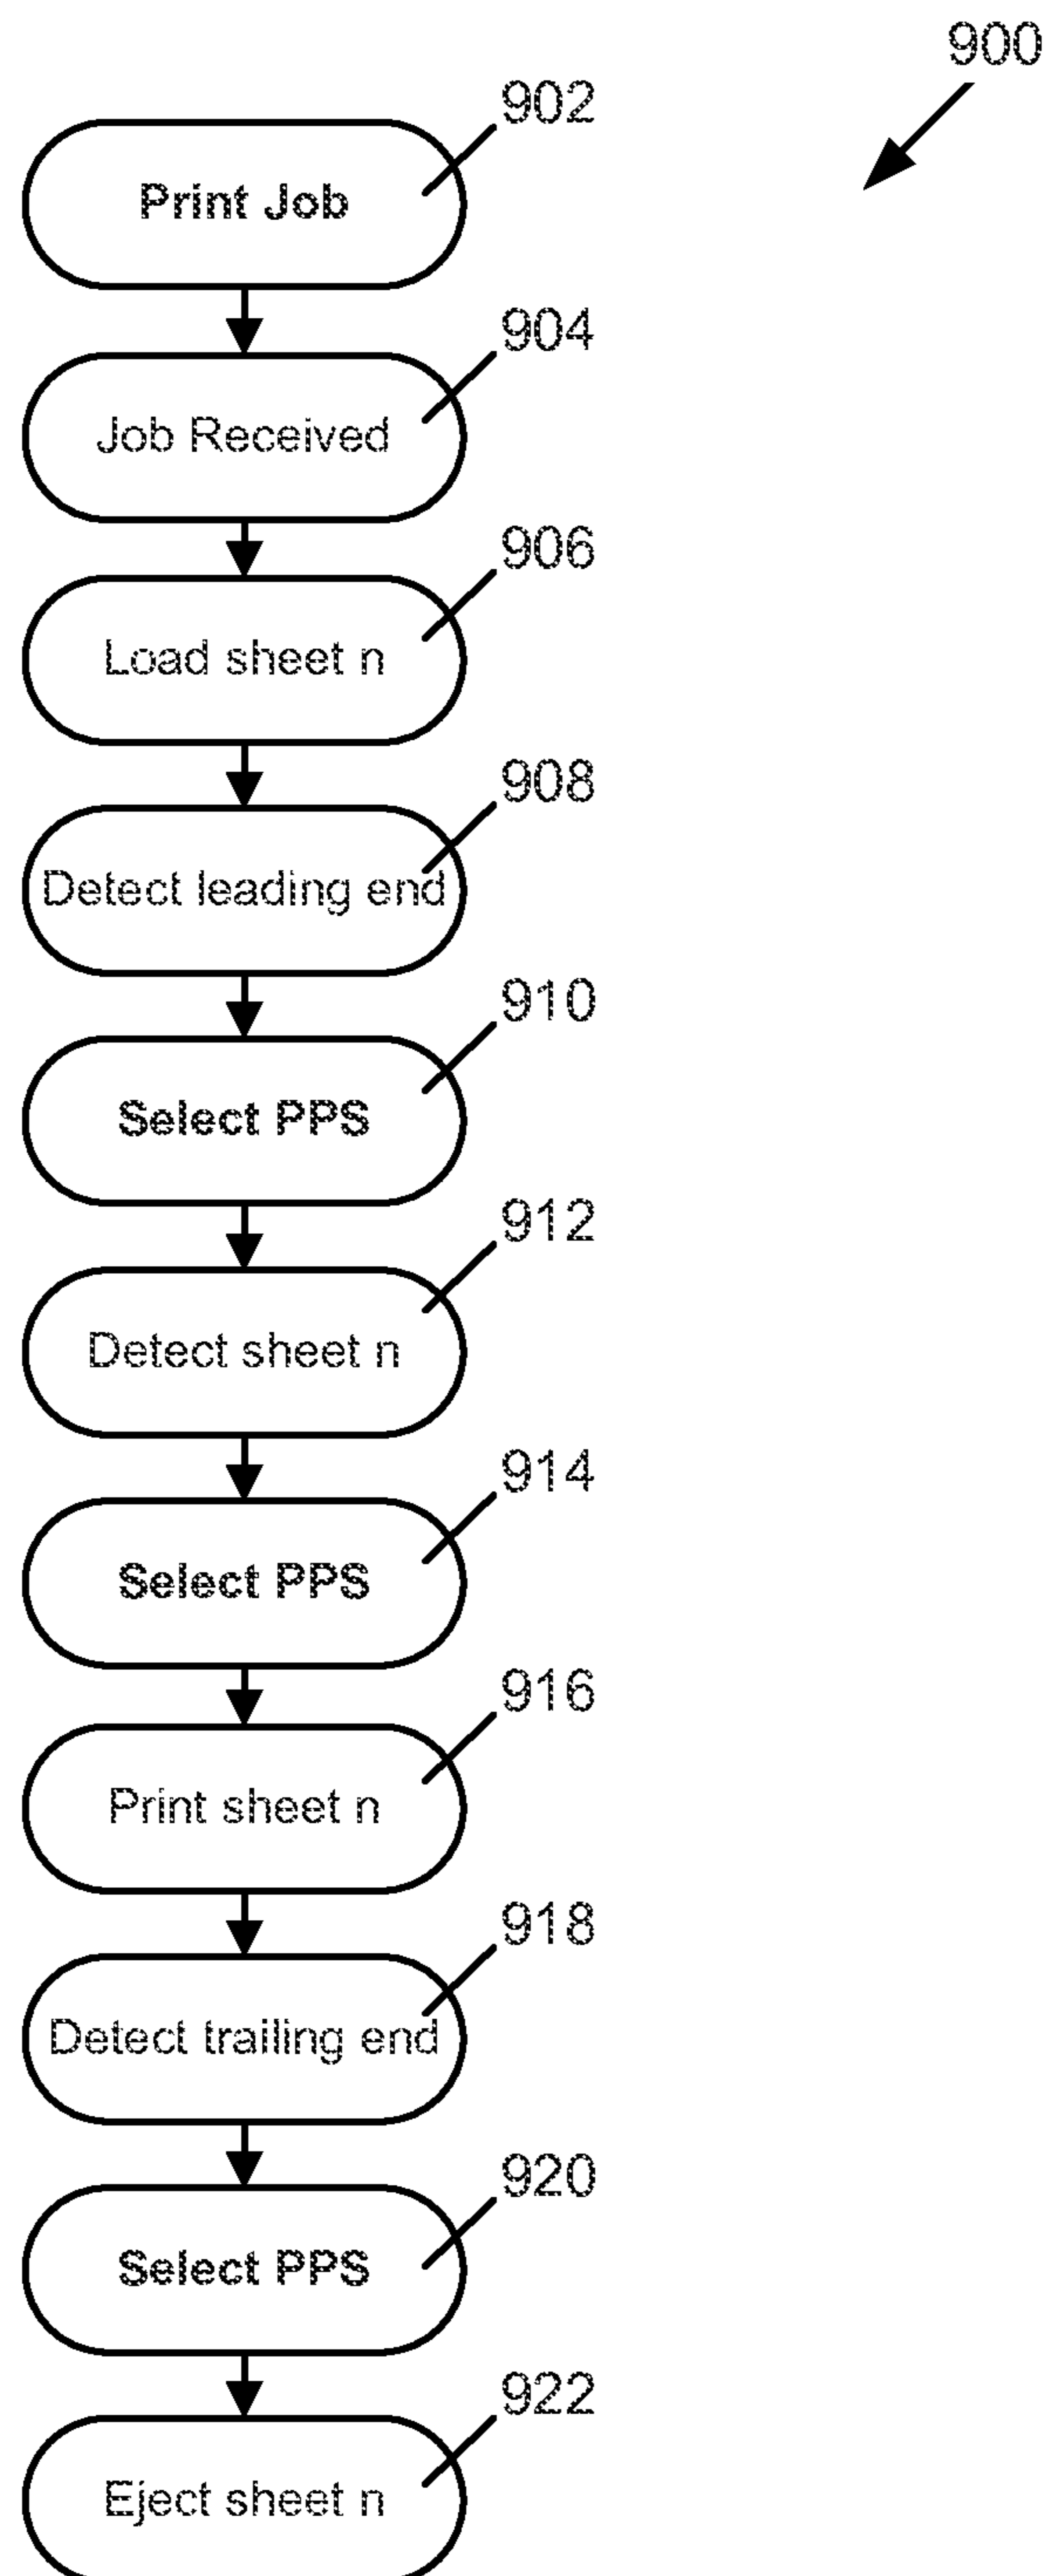 900
902
Print Job
904
Job Received
906
Load sheet n
908
Detect leading end
910
Select PPS
912
Detect sheet n
914
Select PPS
916
Print sheet n
918
Detect trailing end
920
Select PPS
922
Eject sheet n